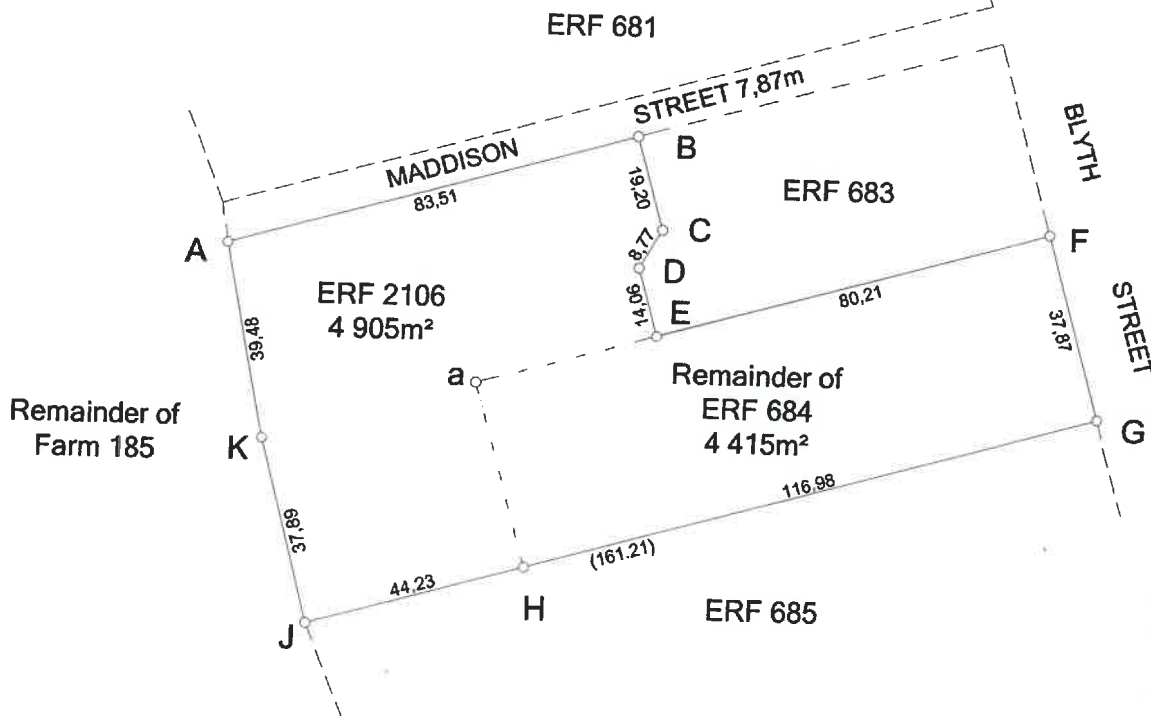 ERF 681
STREET 7,87m
MADDISON
B
BLYTH
83,51
19,20
ERF 683
A
C
F
8,77
D
ERF 2106
4 905m²
14,06
E
80,21
STREET
37,87
39,48
a
Remainder of
ERF 684
4 415m²
Remainder of
Farm 185
K
G
116,98
37,89
(161.21)
44,23
H
ERF 685
J